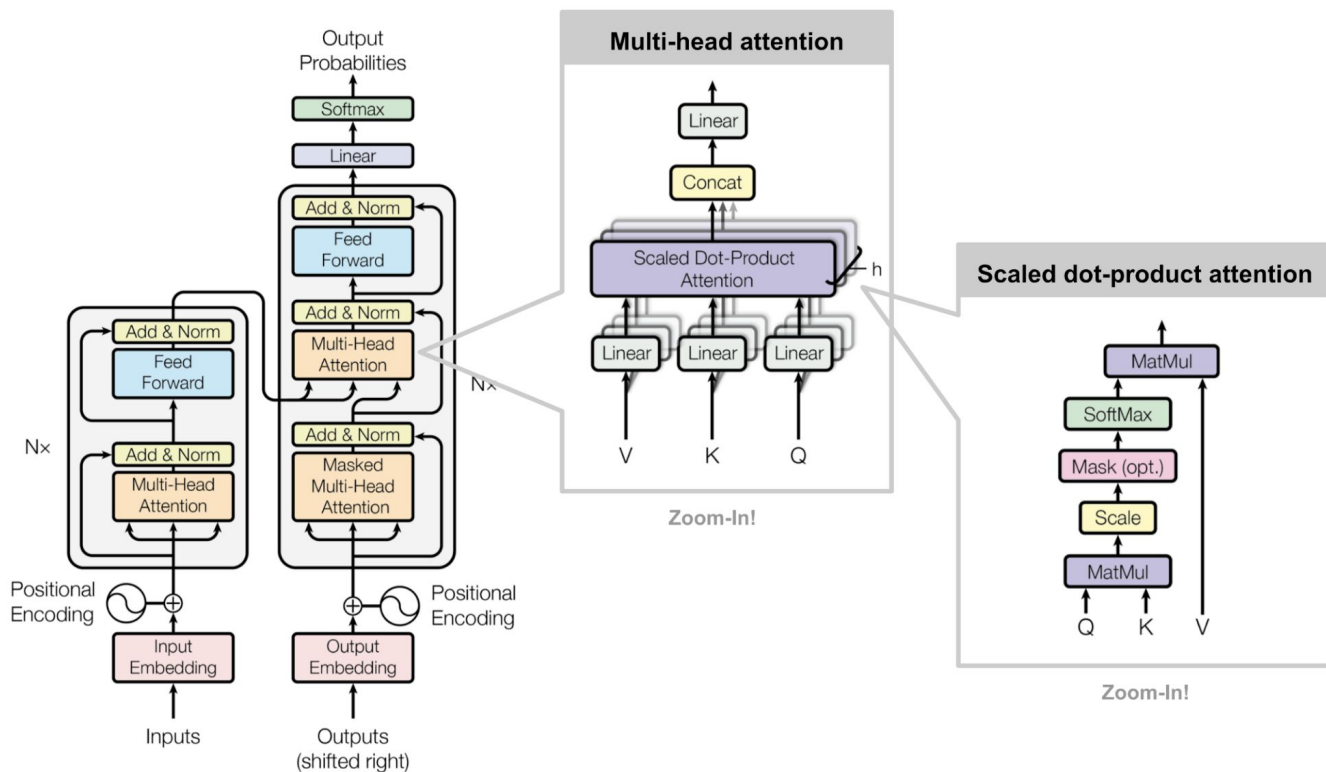 Output
Probabilities
Softmax
Linear
Add & Norm
Feed
Forward
Add & Norm
Multi-Head
Attention
Nx
Add & Norm
Masked
Multi-Head
Attention
Positional
Encoding
Output
Embedding
Outputs
(shifted right)
Add & Norm
Feed
Forward
Nx
Add & Norm
Multi-Head
Attention
Positional
Encoding
Input
Embedding
Inputs
Multi-head attention
Linear
Concat
Scaled Dot-Product
Attention
h
Linear Linear Linear
V K Q
Zoom-In!
Scaled dot-product attention
MatMul
SoftMax
Mask (opt.)
Scale
MatMul
Q K V
Zoom-In!